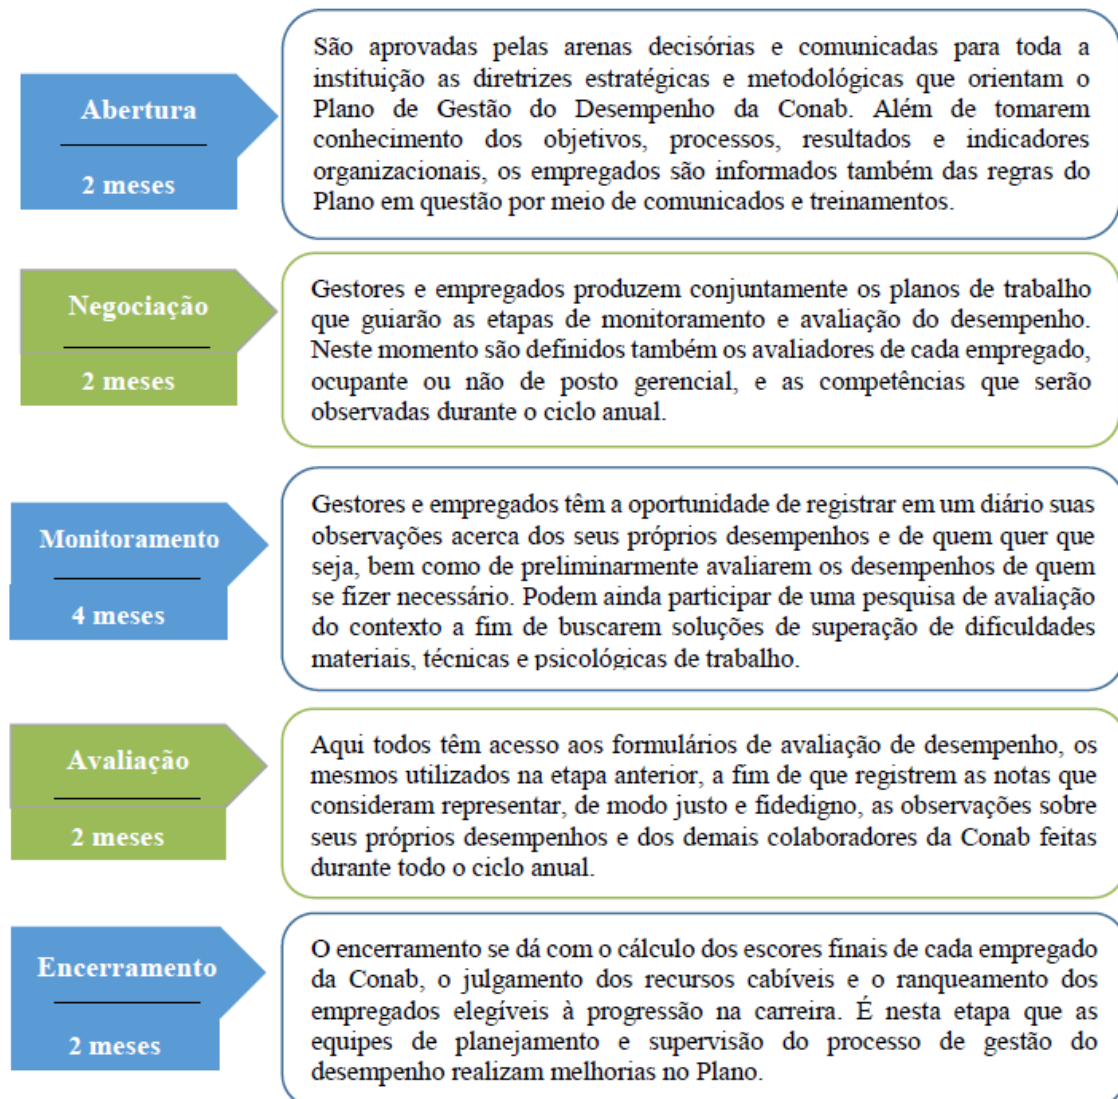 Abertura
2 meses
São aprovadas pelas arenas decisórias e comunicadas para toda a
instituição as diretrizes estratégicas e metodológicas que orientam o
Plano de Gestão do Desempenho da Conab. Além de tomarem
conhecimento dos objetivos, processos, resultados e indicadores
organizacionais, os empregados são informados também das regras do
Plano em questão por meio de comunicados e treinamentos.
Negociação
2 meses
Gestores e empregados produzem conjuntamente os planos de trabalho
que guiarão as etapas de monitoramento e avaliação do desempenho.
Neste momento são definidos também os avaliadores de cada empregado,
ocupante ou não de posto gerencial, e as competências que serão
observadas durante o ciclo anual.
Monitoramento
4 meses
Gestores e empregados têm a oportunidade de registrar em um diário suas
observações acerca dos seus próprios desempenhos e de quem quer que
seja, bem como de preliminarmente avaliarem os desempenhos de quem
se fizer necessário. Podem ainda participar de uma pesquisa de avaliação
do contexto a fim de buscarem soluções de superação de dificuldades
materiais, técnicas e psicológicas de trabalho.
Avaliação
2 meses
Aqui todos têm acesso aos formulários de avaliação de desempenho, os
mesmos utilizados na etapa anterior, a fim de que registrem as notas que
consideram representar, de modo justo e fidedigno, as observações sobre
seus próprios desempenhos e dos demais colaboradores da Conab feitas
durante todo o ciclo anual.
Encerramento
2 meses
O encerramento se dá com o cálculo dos escores finais de cada empregado
da Conab, o julgamento dos recursos cabíveis e o ranqueamento dos
empregados elegíveis à progressão na carreira. É nesta etapa que as
equipes de planejamento e supervisão do processo de gestão do
desempenho realizam melhorias no Plano.